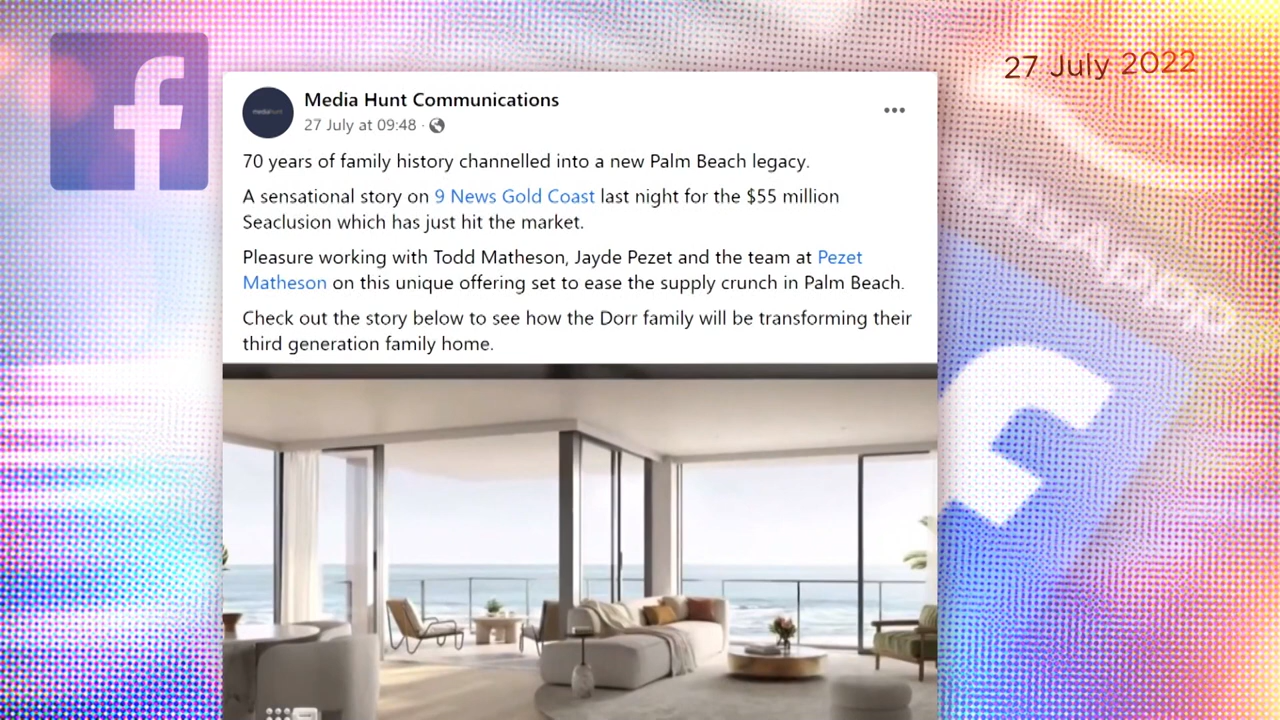 27 July 2022
Media Hunt Communications
27 July at 09:48 ·
70 years of family history channelled into a new Palm Beach legacy.
A sensational story on 9 News Gold Coast last night for the $55 million
Seaclusion which has just hit the market.
Pleasure working with Todd Matheson, Jayde Pezet and the team at Pezet
Matheson on this unique offering set to ease the supply crunch in Palm Beach.
Check out the story below to see how the Dorr family will be transforming their
third generation family home.